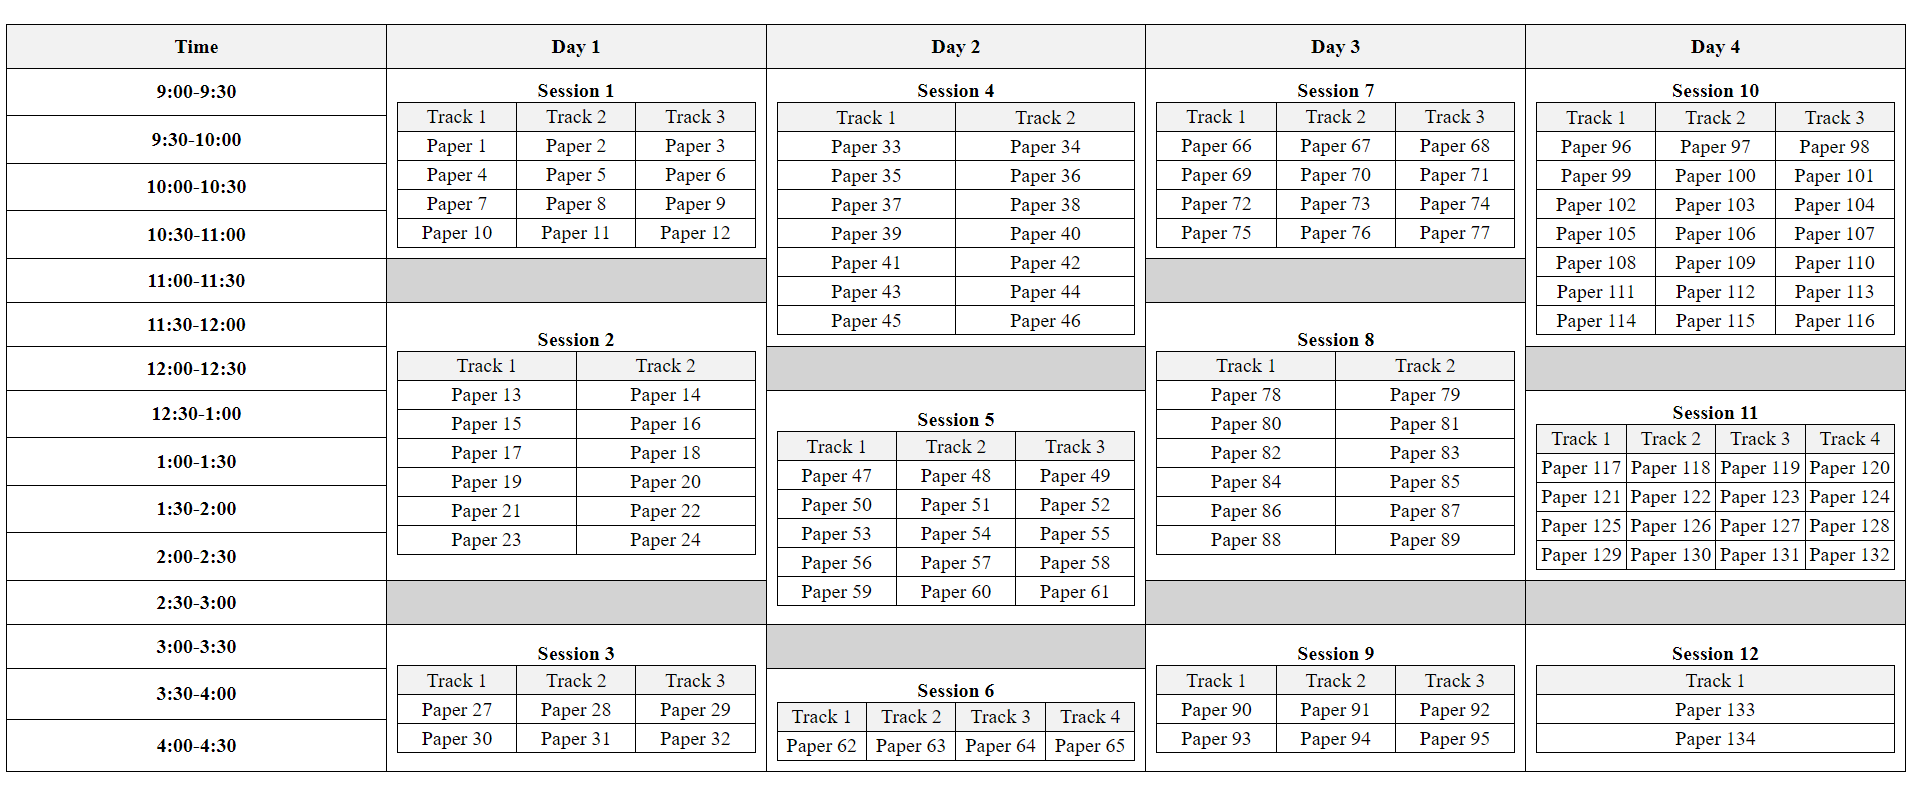 Time Day 1 Day 2 Day 3 Day 4
9:00-9:30
9:30-10:00
10:00-10:30
10:30-11:00
11:00-11:30
11:30-12:00
12:00-12:30
12:30-1:00
1:00-1:30
1:30-2:00
2:00-2:30
2:30-3:00
3:00-3:30
3:30-4:00
4:00-4:30
Session 1
Track 1 Track 2 Track 3
Paper 1 Paper 2 Paper 3
Paper 4 Paper 5 Paper 6
Paper 7 Paper 8 Paper 9
Paper 10 Paper 11 Paper 12
Session 2
Track 1 Track 2
Paper 13 Paper 14
Paper 15 Paper 16
Paper 17 Paper 18
Paper 19 Paper 20
Paper 21 Paper 22
Paper 23 Paper 24
Session 3
Track 1 Track 2 Track 3
Paper 27 Paper 28 Paper 29
Paper 30 Paper 31 Paper 32
Session 4
Track 1 Track 2
Paper 33 Paper 34
Paper 35 Paper 36
Paper 37 Paper 38
Paper 39 Paper 40
Paper 41 Paper 42
Paper 43 Paper 44
Paper 45 Paper 46
Session 5
Track 1 Track 2 Track 3
Paper 47 Paper 48 Paper 49
Paper 50 Paper 51 Paper 52
Paper 53 Paper 54 Paper 55
Paper 56 Paper 57 Paper 58
Paper 59 Paper 60 Paper 61
Session 6
Track 1 Track 2 Track 3 Track 4
Paper 62 Paper 63 Paper 64 Paper 65
Session 7
Track 1 Track 2 Track 3
Paper 66 Paper 67 Paper 68
Paper 69 Paper 70 Paper 71
Paper 72 Paper 73 Paper 74
Paper 75 Paper 76 Paper 77
Session 8
Track 1 Track 2
Paper 78 Paper 79
Paper 80 Paper 81
Paper 82 Paper 83
Paper 84 Paper 85
Paper 86 Paper 87
Paper 88 Paper 89
Session 9
Track 1 Track 2 Track 3
Paper 90 Paper 91 Paper 92
Paper 93 Paper 94 Paper 95
Session 10
Track 1 Track 2 Track 3
Paper 96 Paper 97 Paper 98
Paper 99 Paper 100 Paper 101
Paper 102 Paper 103 Paper 104
Paper 105 Paper 106 Paper 107
Paper 108 Paper 109 Paper 110
Paper 111 Paper 112 Paper 113
Paper 114 Paper 115 Paper 116
Session 11
Track 1 Track 2 Track 3 Track 4
Paper 117 Paper 118 Paper 119 Paper 120
Paper 121 Paper 122 Paper 123 Paper 124
Paper 125 Paper 126 Paper 127 Paper 128
Paper 129 Paper 130 Paper 131 Paper 132
Session 12
Track 1
Paper 133
Paper 134